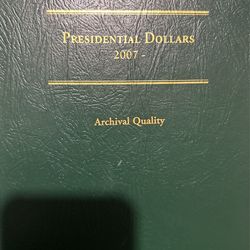 Presidential Dollars
2007 -
Archival Quality